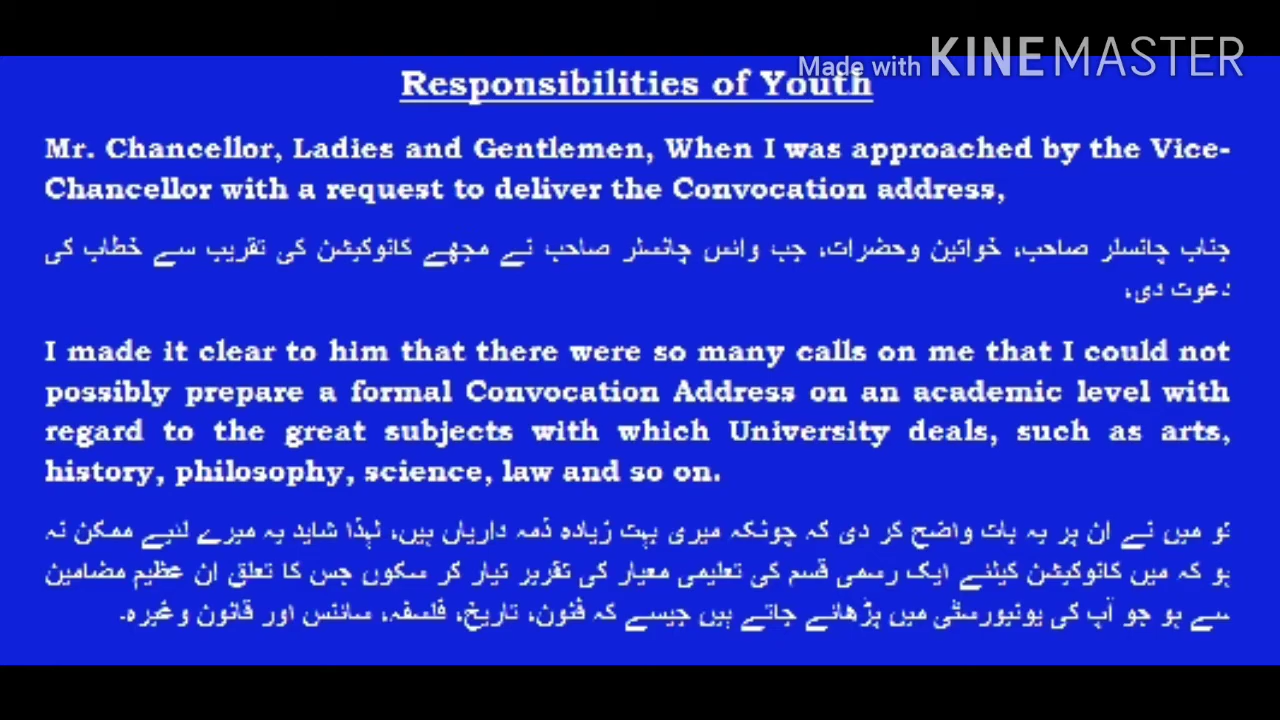 Made with KINEMASTER
Responsibilities of Youth
Mr. Chancellor, Ladies and Gentlemen, When I was approached by the Vice-
Chancellor with a request to deliver the Convocation address,
جناب چانسلر صاحب، خواتین وحضرات، جب وائس چانسلر صاحب نے مجھے کانوکیشن کی تقریب سے خطاب کی
دعوت دی،
I made it clear to him that there were so many calls on me that I could not
possibly prepare a formal Convocation Address on an academic level with
regard to the great subjects with which University deals, such as arts,
history, philosophy, science, law and so on.
تو میں نے ان پر یہ بات واضح کر دی کہ چونکہ میری بہت زیادہ ذمہ داریاں ہیں، لہذا شاید یہ میرے لئیے ممکن نہ
ہو کہ میں کانوکیشن کیلئے ایک رسمی قسم کی تعلیمی معیار کی تقریر تیار کر سکوں جس کا تعلق ان عظیم مضامین
سے ہو جو آپ کی یونیورسٹی میں پڑھائے جاتے ہیں جیسے کہ فنون، تاریخ، فلسفہ، سائنس اور قانون وغیرہ۔